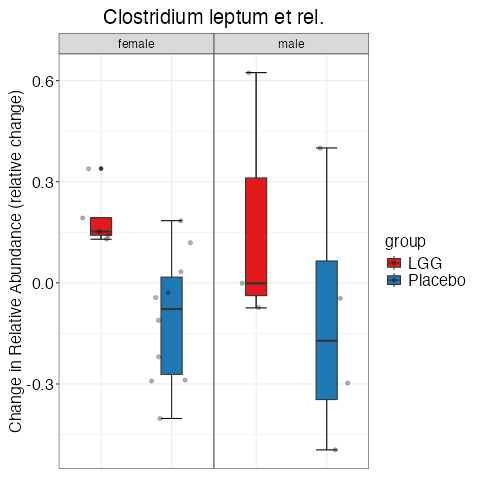 Clostridium leptum et rel.
female
male
Change in Relative Abundance (relative change)
0.6
0.3
0.0
-0.3
group
LGG
Placebo